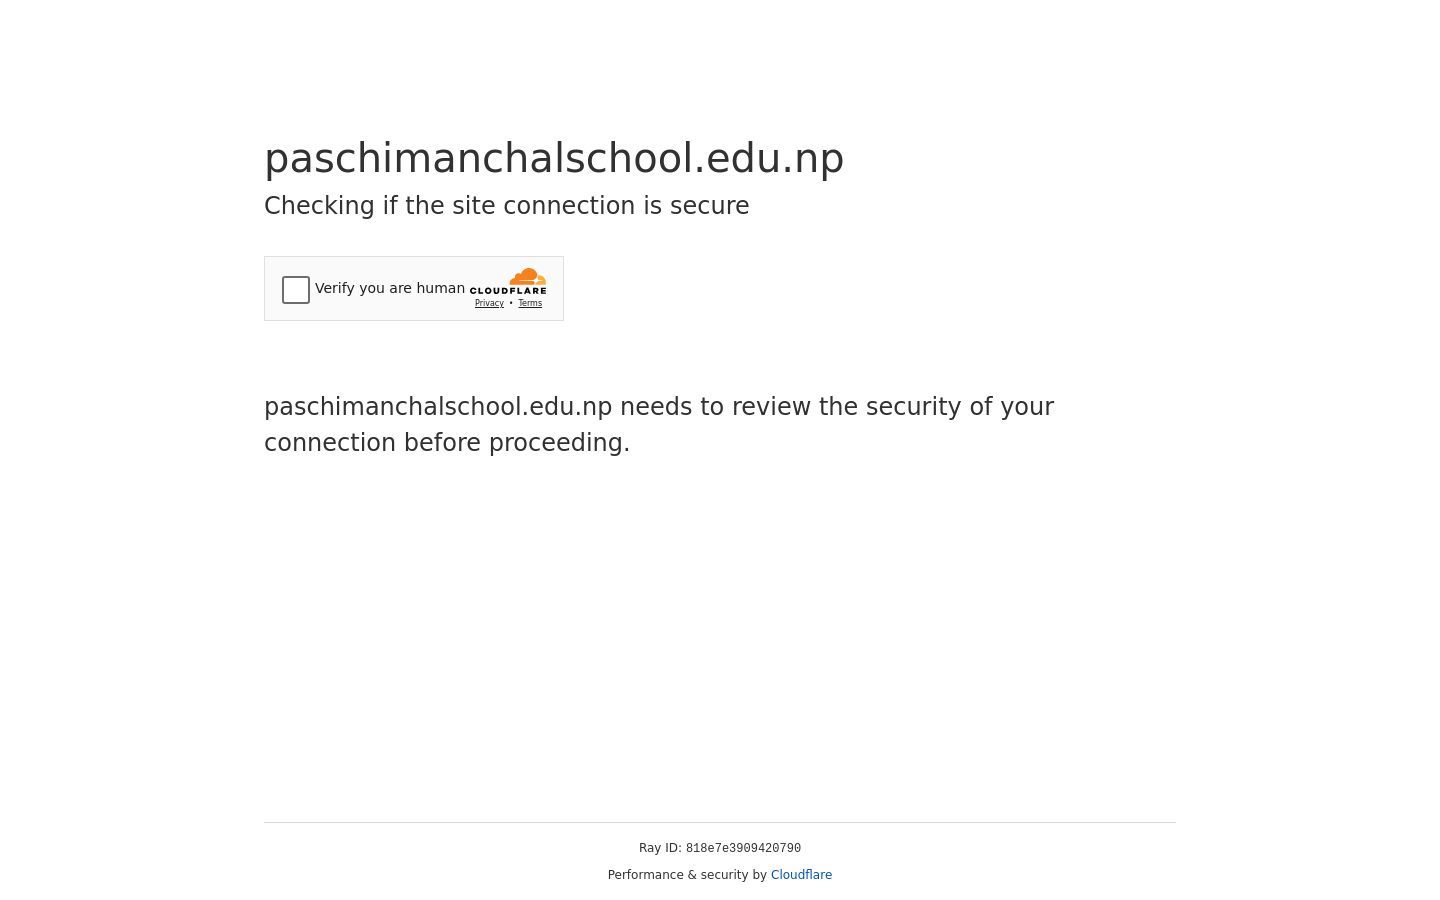 paschimanchalschool.edu.np
Checking if the site connection is secure
Verify you are human
CLOUDFLARE
Privacy • Terms
paschimanchalschool.edu.np needs to review the security of your
connection before proceeding.
Ray ID: 818e7e3909420790
Performance & security by Cloudflare